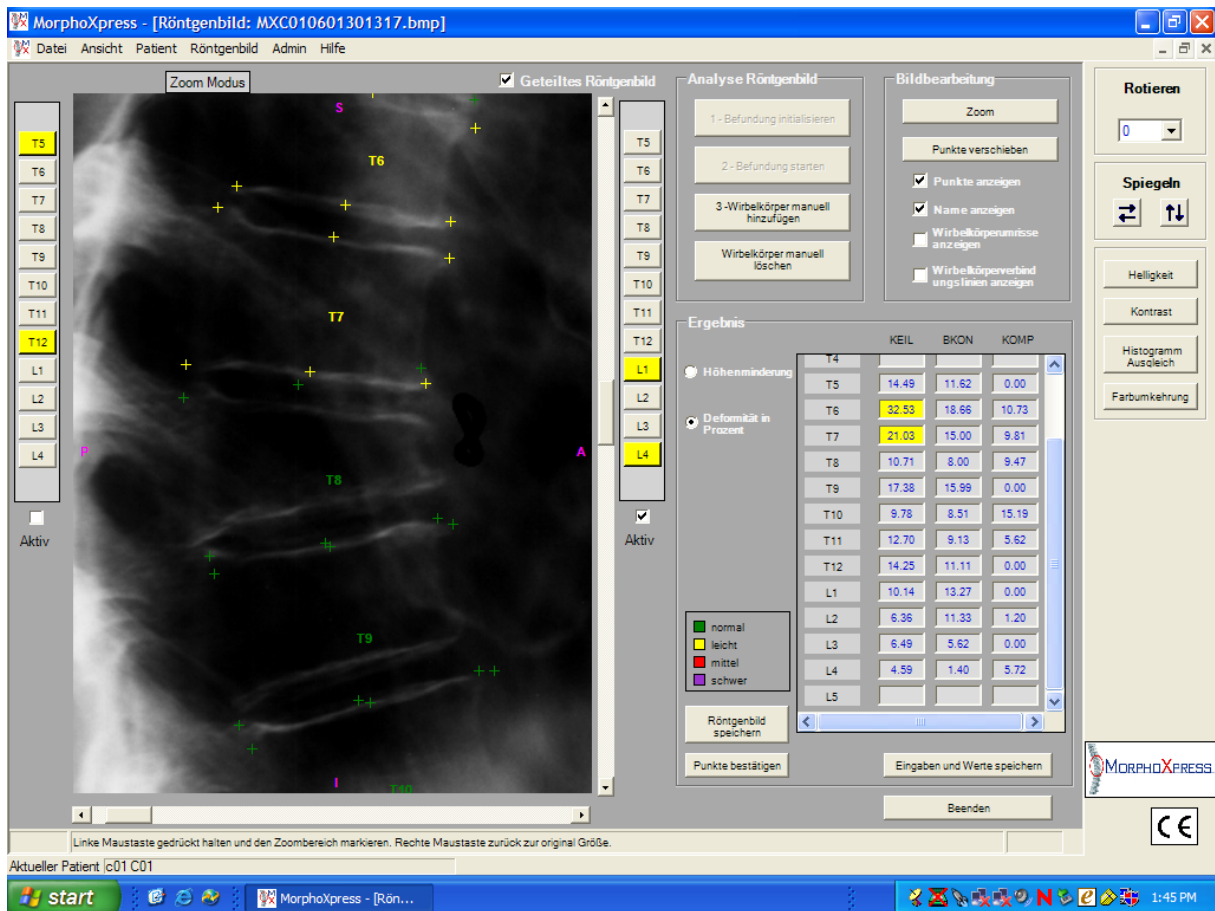 MorphoXpress - [Röntgenbild: MXC010601301317.bmp]
Datei Ansicht Patient Röntgenbild Admin Hilfe
Zoom Modus
Geteiltes Röntgenbild
T5
T6
T7
T8
T9
T10
T11
T12
L1
L2
L3
L4
Aktiv
S
T6
T7
P
A
T8
T9
I
T10
T5
T6
T7
T8
T9
T10
T11
T12
L1
L2
L3
L4
Aktiv
Analyse Röntgenbild
1 - Befundung initialisieren
2 - Befundung starten
3 -Wirbelkörper manuell
hinzufügen
Wirbelkörper manuell
löschen
Bildbearbeitung
Zoom
Punkte verschieben
Punkte anzeigen
Name anzeigen
Wirbelkörperumrisse
anzeigen
Wirbelkörperverbind
ungslinien anzeigen
Ergebnis
Höhenminderung
Deformität in
Prozent
KEIL BKON KOMP
T4
T5 14.49 11.62 0.00
T6 32.53 18.66 10.73
T7 21.03 15.00 9.81
T8 10.71 8.00 9.47
T9 17.38 15.99 0.00
T10 9.78 8.51 15.19
T11 12.70 9.13 5.62
T12 14.25 11.11 0.00
L1 10.14 13.27 0.00
L2 6.36 11.33 1.20
L3 6.49 5.62 0.00
L4 4.59 1.40 5.72
L5
normal
leicht
mittel
schwer
Röntgenbild
speichern
Punkte bestätigen
Eingaben und Werte speichern
Beenden
Rotieren
0
Spiegeln
Helligkeit
Kontrast
Histogramm
Ausgleich
Farbumkehrung
MORPHOXPRESS
CE
Linke Maustaste gedrückt halten und den Zoombereich markieren. Rechte Maustaste zurück zur original Größe.
Aktueller Patient c01 C01
start
MorphoXpress - [Rön...
N
1:45 PM